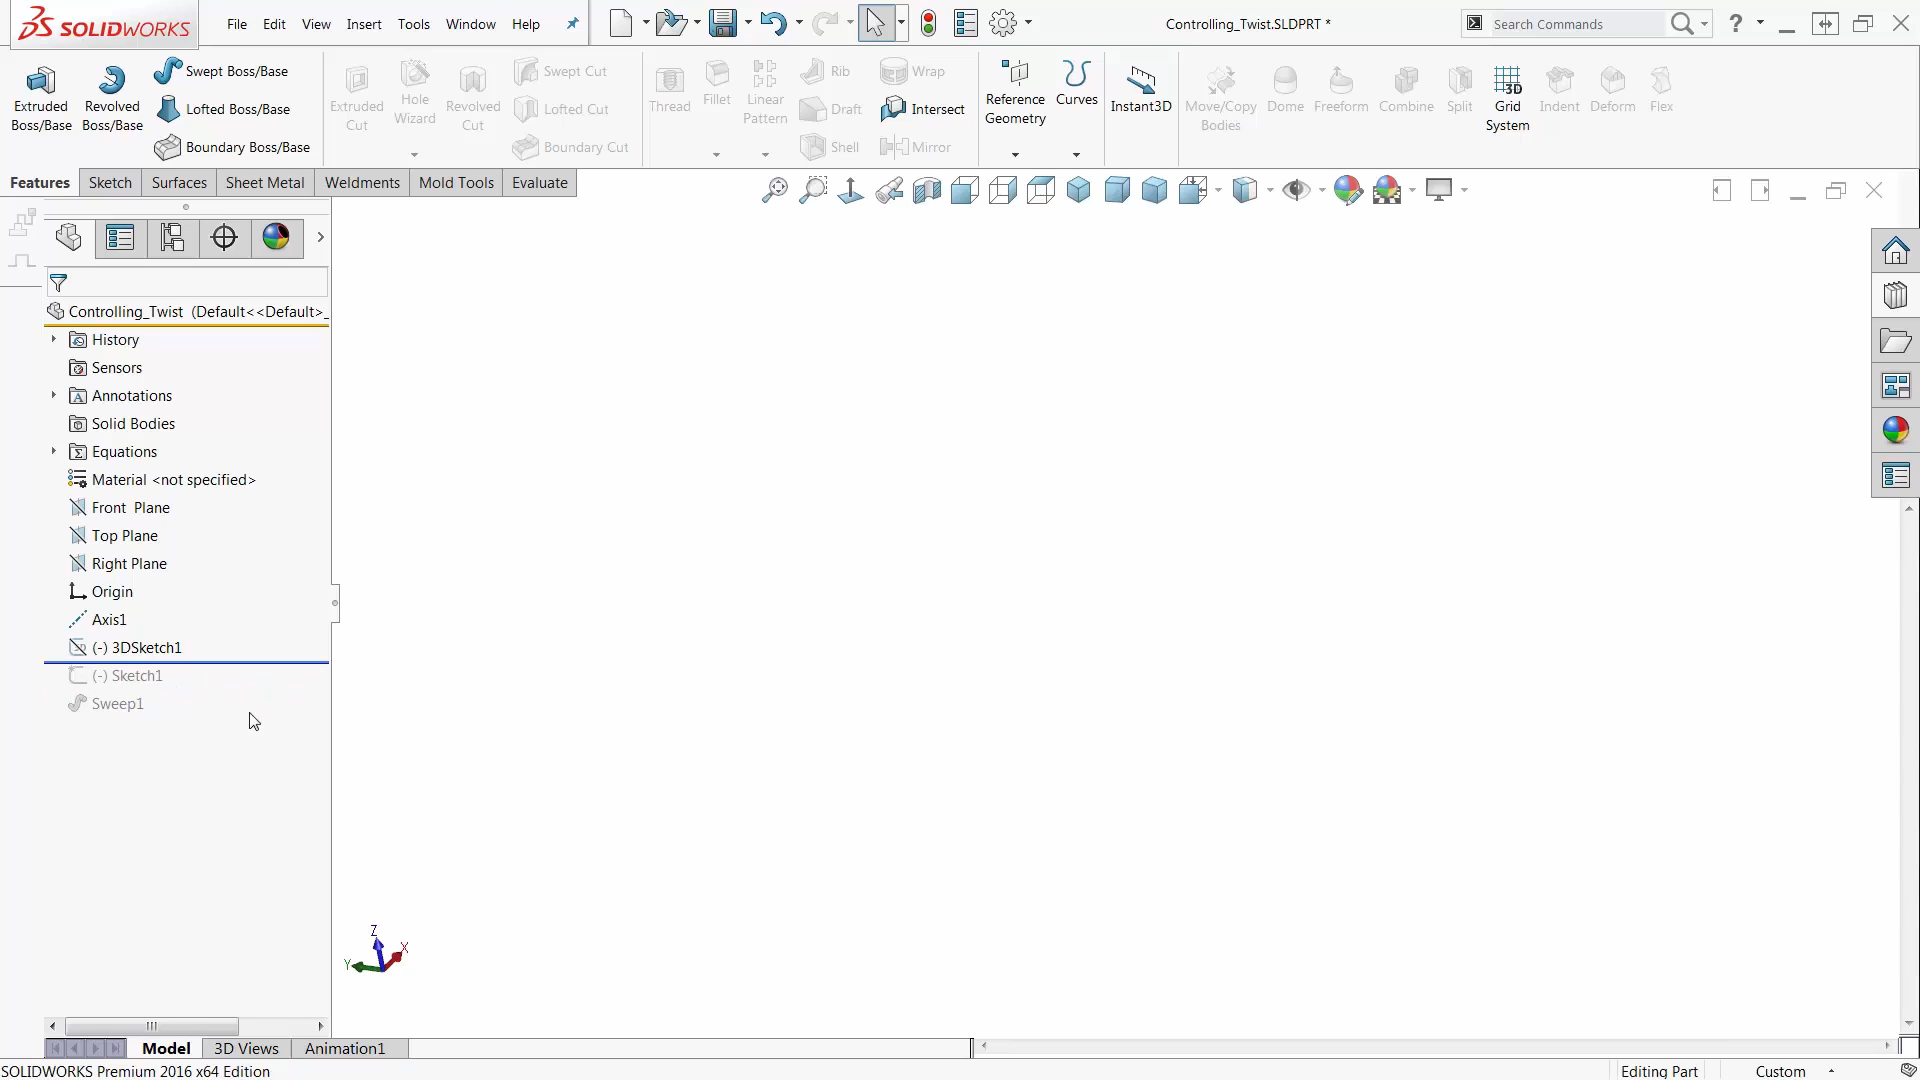 SOLIDWORKS
File Edit View Insert Tools Window Help
Controlling_Twist.SLDPRT *
Search Commands
?
Extruded Boss/Base
Revolved Boss/Base
Swept Boss/Base
Lofted Boss/Base
Boundary Boss/Base
Extruded Cut
Hole Wizard
Revolved Cut
Swept Cut
Lofted Cut
Boundary Cut
Thread
Fillet
Linear Pattern
Rib
Draft
Shell
Wrap
Intersect
Mirror
Reference Geometry
Curves
Instant3D
Move/Copy Bodies
Dome
Freeform
Combine
Split
3D
Grid System
Indent
Deform
Flex
Features Sketch Surfaces Sheet Metal Weldments Mold Tools Evaluate
Controlling_Twist (Default<<Default>_
History
Sensors
Annotations
Solid Bodies
Equations
Material <not specified>
Front Plane
Top Plane
Right Plane
Origin
Axis1
(-) 3DSketch1
(-) Sketch1
Sweep1
Z
X
Y
Model 3D Views Animation1
SOLIDWORKS Premium 2016 x64 Edition
Editing Part
Custom